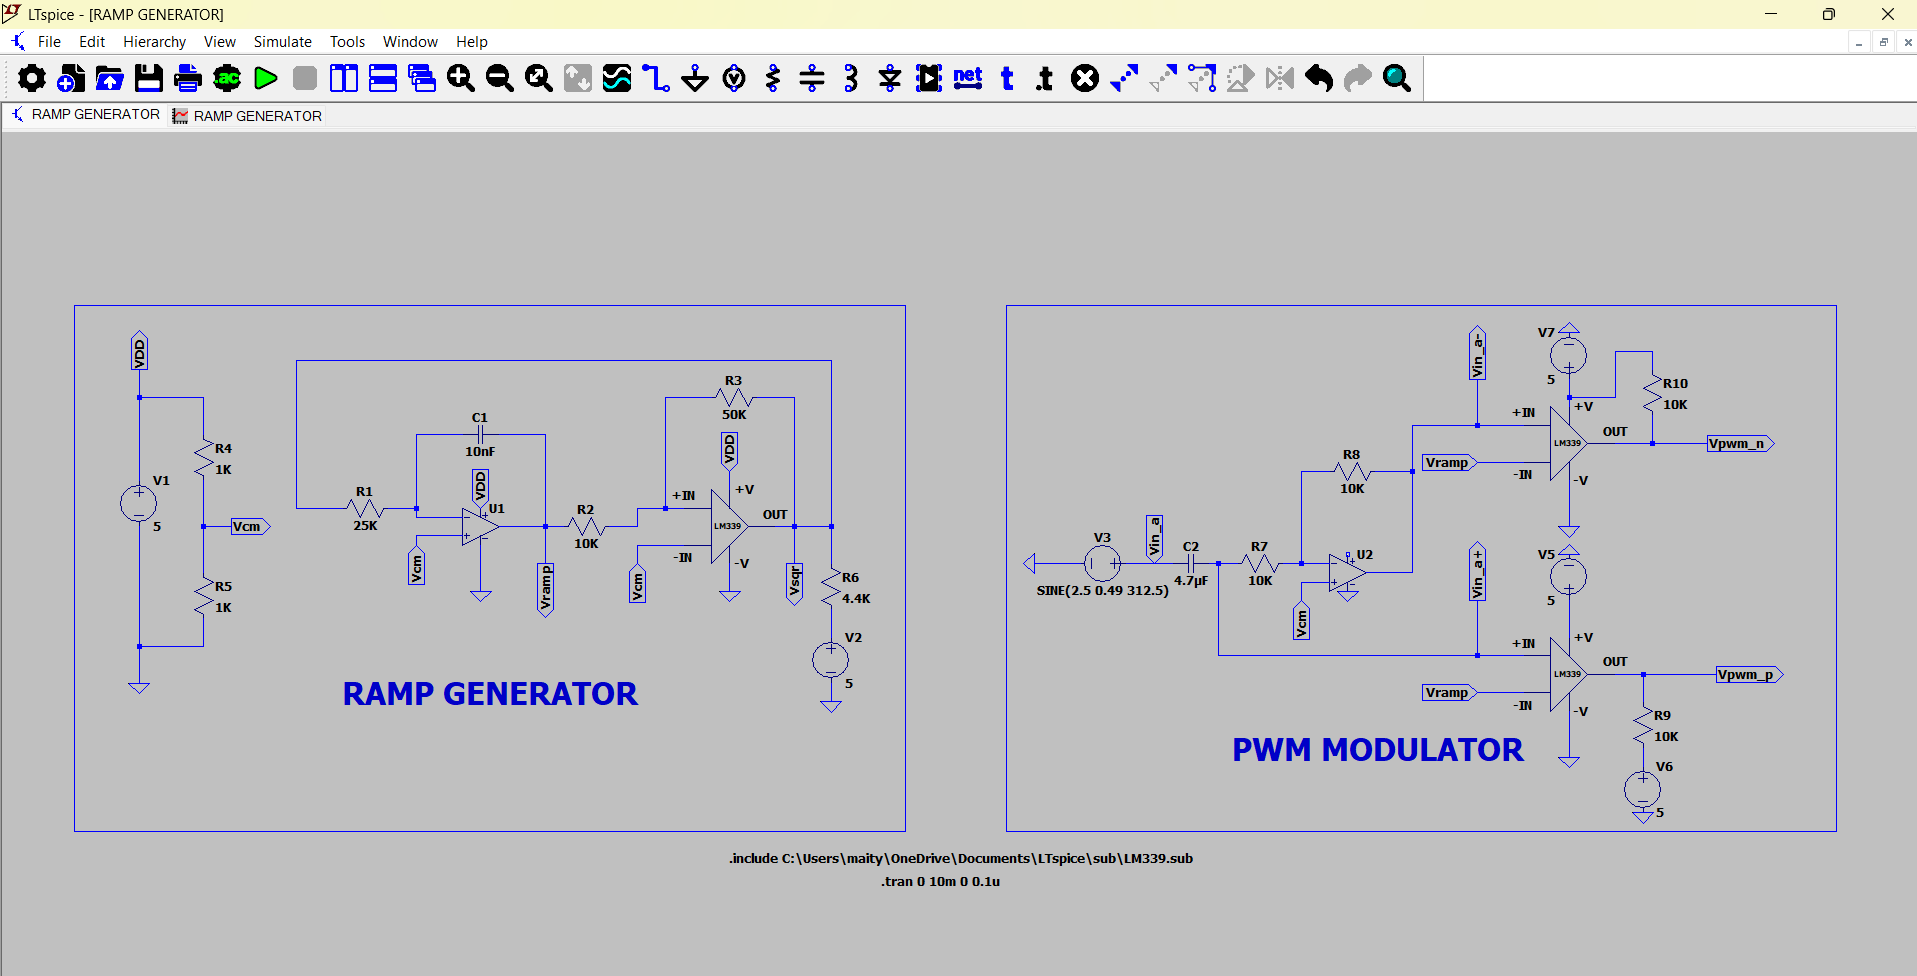 LTspice - [RAMP GENERATOR]
File Edit Hierarchy View Simulate Tools Window Help
.ac net t .t
RAMP GENERATOR RAMP GENERATOR
VDD
R4
1K
V1
5
Vcm
R5
1K
R1
25K
C1
10nF
VDD
U1
Vcm
Vramp
R2
10K
R3
50K
VDD
+IN
+V
LM339
OUT
-IN
-V
Vcm
Vsqr
R6
4.4K
V2
5
RAMP GENERATOR
V3
SINE(2.5 0.49 312.5)
Vin_a
C2
4.7µF
R7
10K
R8
10K
U2
Vcm
Vin_a-
V7
5
R10
10K
+IN
+V
LM339
OUT
Vpwm_n
Vramp
-IN
-V
Vin_a+
V5
5
+IN
+V
LM339
OUT
Vpwm_p
Vramp
-IN
-V
R9
10K
V6
5
PWM MODULATOR
.include C:\Users\maity\OneDrive\Documents\LTspice\sub\LM339.sub
.tran 0 10m 0 0.1u